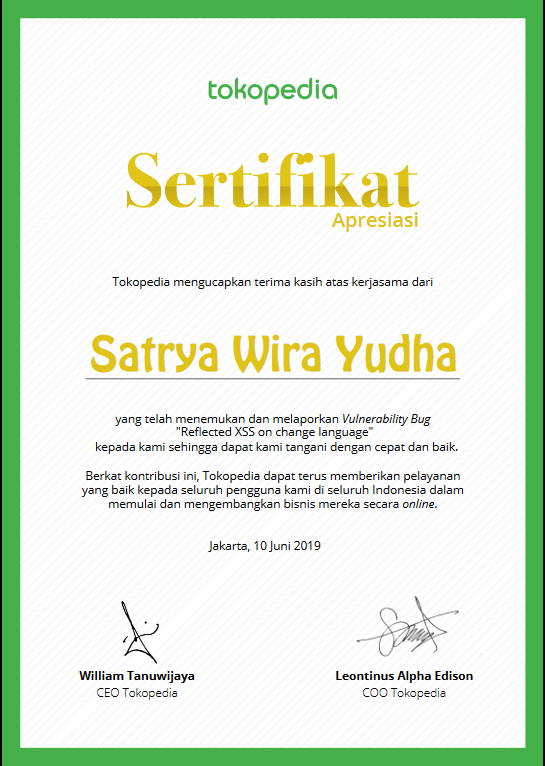 tokopedia
Sertifikat
Apresiasi
Tokopedia mengucapkan terima kasih atas kerjasama dari
Satrya Wira Yudha
yang telah menemukan dan melaporkan Vulnerability Bug
"Reflected XSS on change language"
kepada kami sehingga dapat kami tangani dengan cepat dan baik.
Berkat kontribusi ini, Tokopedia dapat terus memberikan pelayanan
yang baik kepada seluruh pengguna kami di seluruh Indonesia dalam
memulai dan mengembangkan bisnis mereka secara online.
Jakarta, 10 Juni 2019
William Tanuwijaya
CEO Tokopedia
Leontinus Alpha Edison
COO Tokopedia